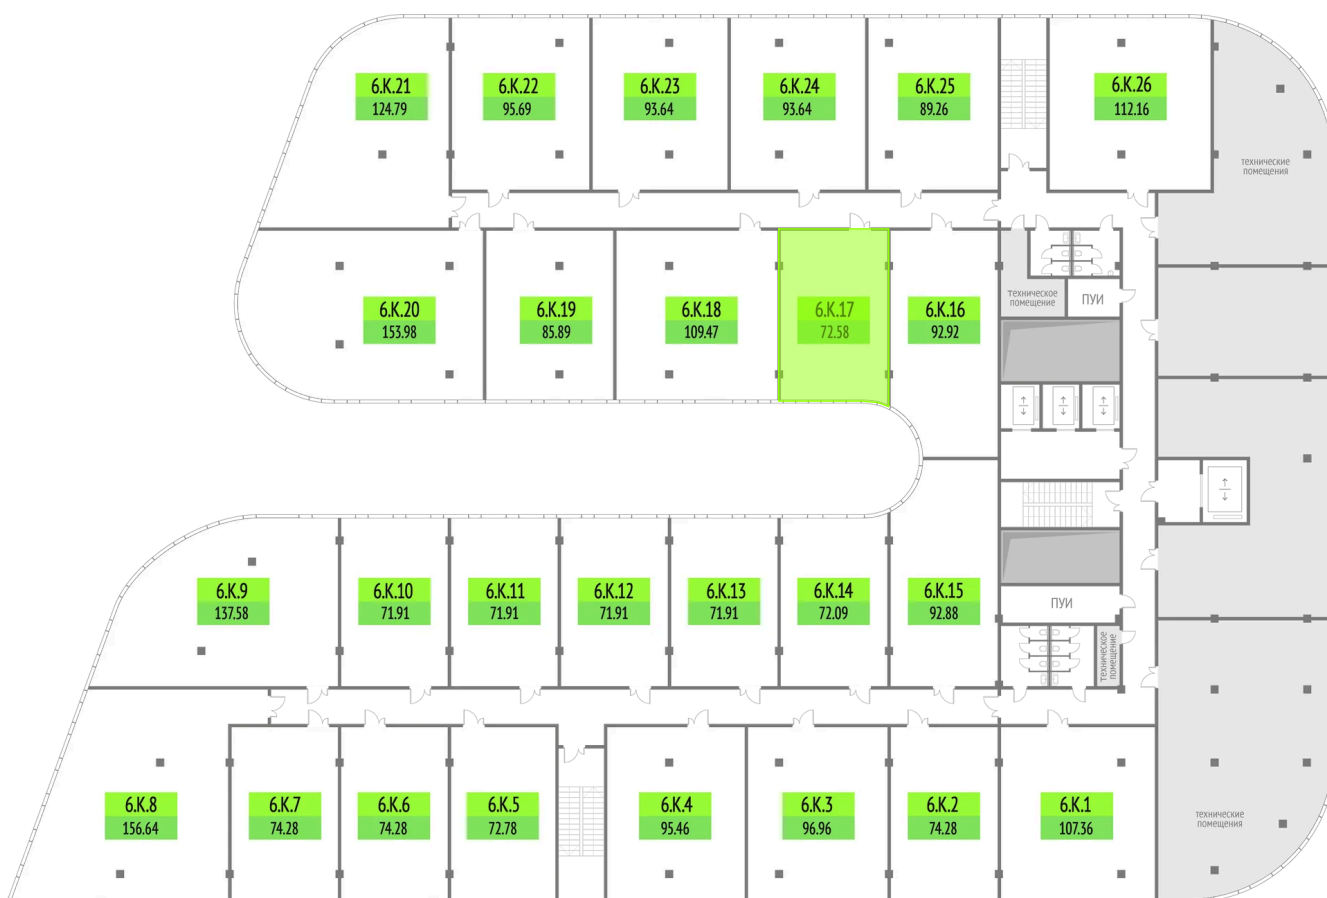 6.К.21
124.79
6.К.22
95.69
6.К.23
93.64
6.К.24
93.64
6.К.25
89.26
6.К.26
112.16
технические
помещения
6.К.20
153.98
6.К.19
85.89
6.К.18
109.47
6.К.17
72.58
6.К.16
92.92
техническое
помещение
ПУИ
6.К.9
137.58
6.К.10
71.91
6.К.11
71.91
6.К.12
71.91
6.К.13
71.91
6.К.14
72.09
6.К.15
92.88
ПУИ
техническое
помещение
6.К.8
156.64
6.К.7
74.28
6.К.6
74.28
6.К.5
72.78
6.К.4
95.46
6.К.3
96.96
6.К.2
74.28
6.К.1
107.36
технические
помещения